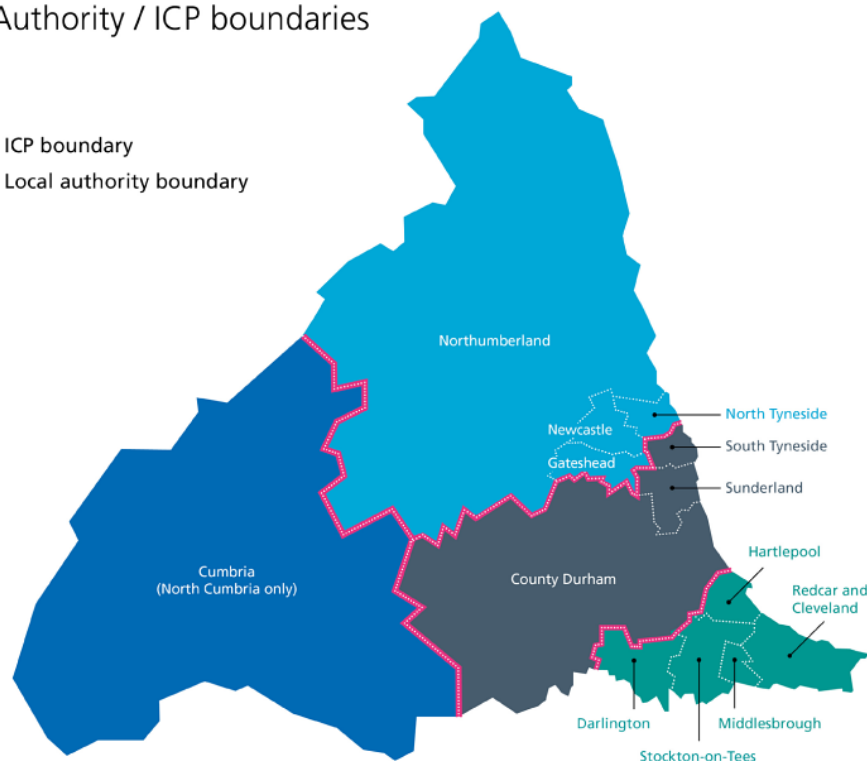 Authority / ICP boundaries
ICP boundary
Local authority boundary
Northumberland
North Tyneside
Newcastle
South Tyneside
Gateshead
Sunderland
Hartlepool
Cumbria
(North Cumbria only)
County Durham
Redcar and
Cleveland
Darlington
Middlesbrough
Stockton-on-Tees